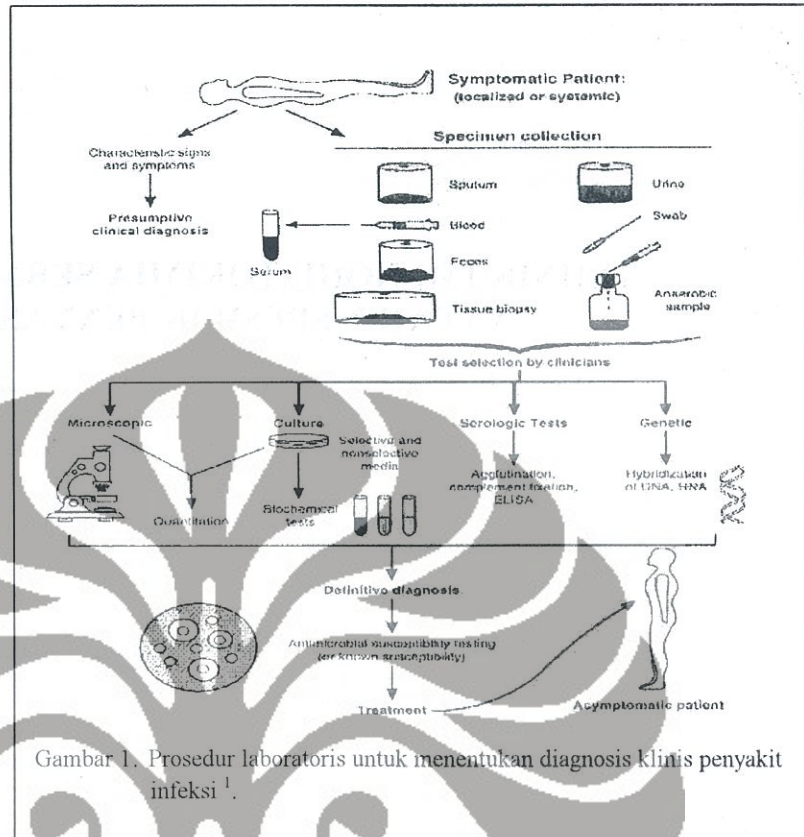 Symptomatic Patient:
(localized or systemic)
Characteristic signs
and symptoms
Presumptive
clinical diagnosis
Specimen collection
Sputum
Urine
Blood
Swab
Serum
Feces
Tissue biopsy
Anaerobic
sample
Test selection by clinicians
Microscopic
Culture
Serologic Tests
Genetic
Selective and
nonselective
media
Quantitation
Biochemical
tests
Agglutination,
complement fixation,
ELISA
Hybridization
of DNA, RNA
Definitive diagnosis
Antimicrobial susceptibility testing
(or known susceptibility)
Treatment
Asymptomatic patient
Gambar 1. Prosedur laboratoris untuk menentukan diagnosis klinis penyakit
infeksi 1.